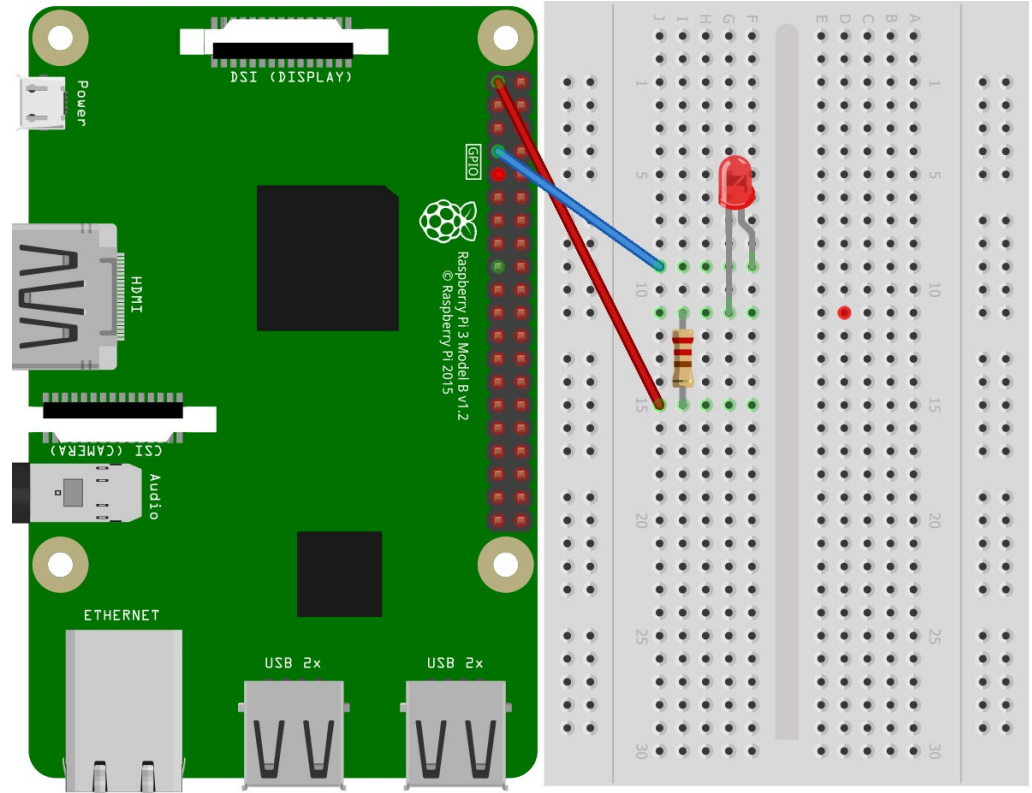 DSI (DISPLAY)
Power
GPIO
HDMI
Raspberry Pi 3 Model B v1.2
© Raspberry Pi 2015
CSI (CAMERA)
Audio
ETHERNET
USB 2x
USB 2x
J I H G F E D C B A
1 1
5 5
10 10
15 15
20 20
25 25
30 30